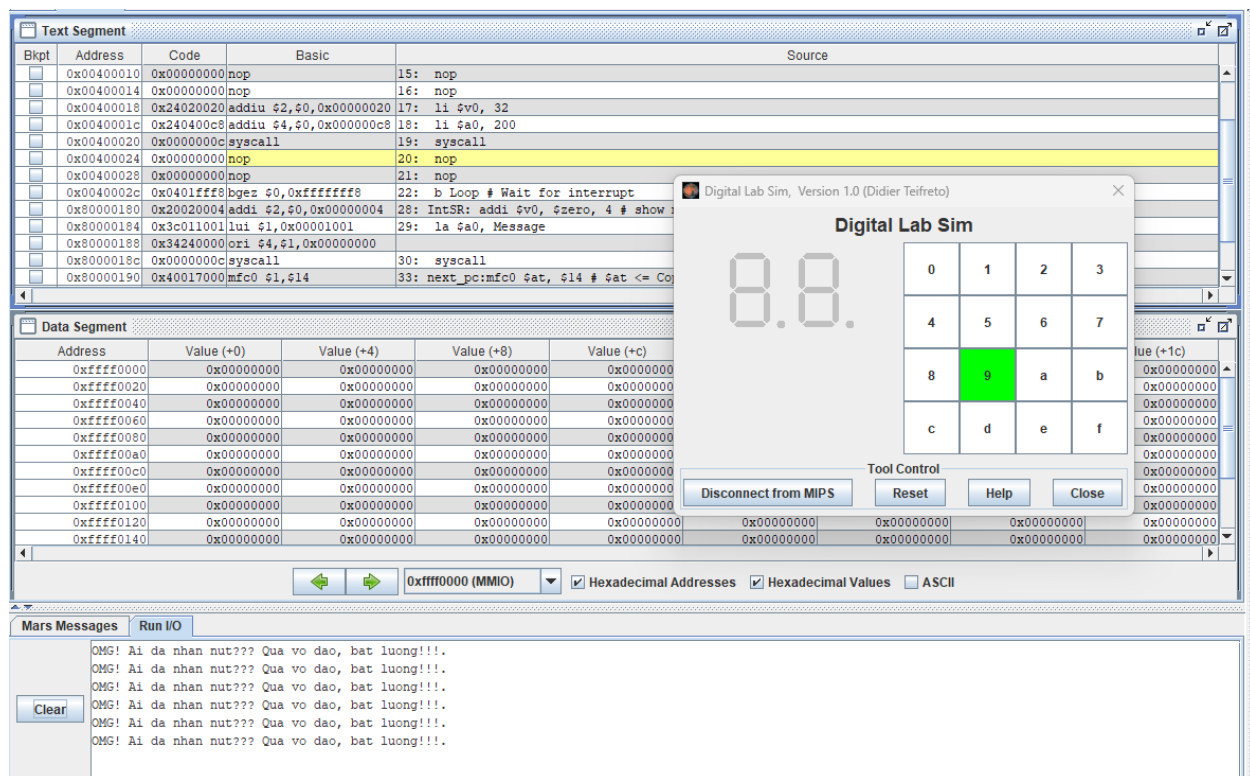 Text Segment
Bkpt Address Code Basic Source
0x00400010 0x00000000 nop 15: nop
0x00400014 0x00000000 nop 16: nop
0x00400018 0x24020020 addiu $2,$0,0x00000020 17: li $v0, 32
0x0040001c 0x240400c8 addiu $4,$0,0x000000c8 18: li $a0, 200
0x00400020 0x0000000c syscall 19: syscall
0x00400024 0x00000000 nop 20: nop
0x00400028 0x00000000 nop 21: nop
0x0040002c 0x0401fff8 bgez $0,0xfffffff8 22: b Loop # Wait for interrupt
0x80000180 0x20020004 addi $2,$0,0x00000004 28: IntSR: addi $v0, $zero, 4 # show
0x80000184 0x3c011001 lui $1,0x00001001 29: la $a0, Message
0x80000188 0x34240000 ori $4,$1,0x00000000
0x8000018c 0x0000000c syscall 30: syscall
0x80000190 0x40017000 mfc0 $1,$14 33: next_pc:mfc0 $at, $14 # $at <= Co
Digital Lab Sim, Version 1.0 (Didier Teifreto)
Digital Lab Sim
8.8.
0 1 2 3
4 5 6 7
8 9 a b
c d e f
Tool Control
Disconnect from MIPS Reset Help Close
Data Segment
Address Value (+0) Value (+4) Value (+8) Value (+c) lue (+1c)
0xffff0000 0x00000000 0x00000000 0x00000000 0x0000000 0x00000000
0xffff0020 0x00000000 0x00000000 0x00000000 0x0000000 0x00000000
0xffff0040 0x00000000 0x00000000 0x00000000 0x0000000 0x00000000
0xffff0060 0x00000000 0x00000000 0x00000000 0x0000000 0x00000000
0xffff0080 0x00000000 0x00000000 0x00000000 0x0000000 0x00000000
0xffff00a0 0x00000000 0x00000000 0x00000000 0x0000000 0x00000000
0xffff00c0 0x00000000 0x00000000 0x00000000 0x0000000 0x00000000
0xffff00e0 0x00000000 0x00000000 0x00000000 0x0000000 0x00000000
0xffff0100 0x00000000 0x00000000 0x00000000 0x0000000 0x00000000
0xffff0120 0x00000000 0x00000000 0x00000000 0x00000000 0x00000000 0x00000000 0x00000000 0x00000000
0xffff0140 0x00000000 0x00000000 0x00000000 0x00000000 0x00000000 0x00000000 0x00000000 0x00000000
0xffff0000 (MMIO) Hexadecimal Addresses Hexadecimal Values ASCII
Mars Messages Run I/O
Clear
OMG! Ai da nhan nut??? Qua vo dao, bat luong!!!.
OMG! Ai da nhan nut??? Qua vo dao, bat luong!!!.
OMG! Ai da nhan nut??? Qua vo dao, bat luong!!!.
OMG! Ai da nhan nut??? Qua vo dao, bat luong!!!.
OMG! Ai da nhan nut??? Qua vo dao, bat luong!!!.
OMG! Ai da nhan nut??? Qua vo dao, bat luong!!!.